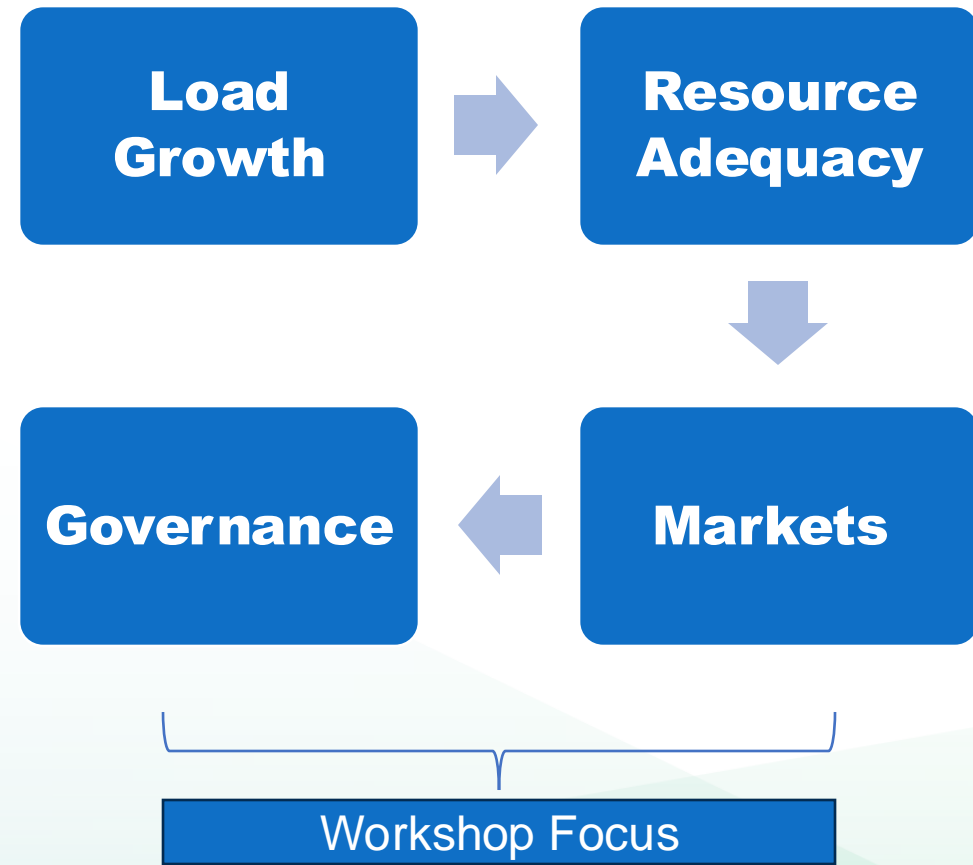 Load
Growth
Resource
Adequacy
Governance
Markets
Workshop Focus